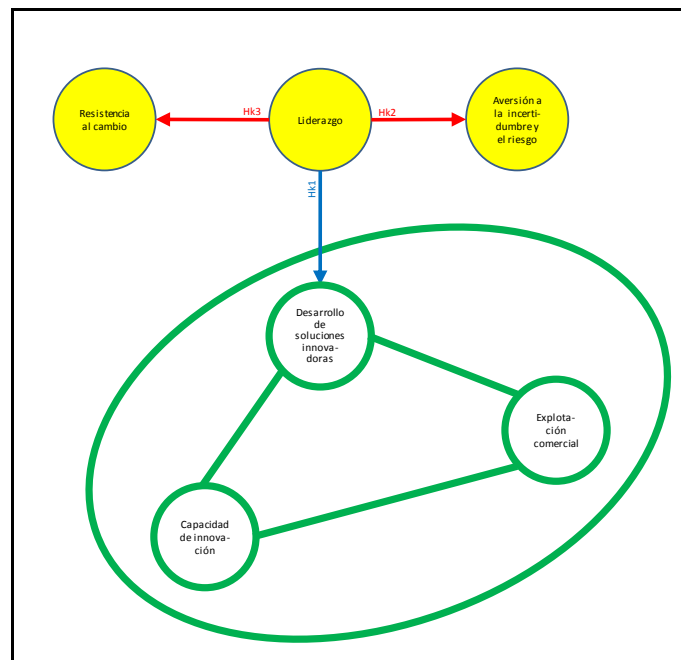 Resistencia
al cambio
Hk3
Liderazgo
Hk2
Aversión a
la incerti-
dumbre y
el riesgo
Hk1
Desarrollo
de
soluciones
innova-
doras
Explota-
ción
comercial
Capacidad
de innova-
ción